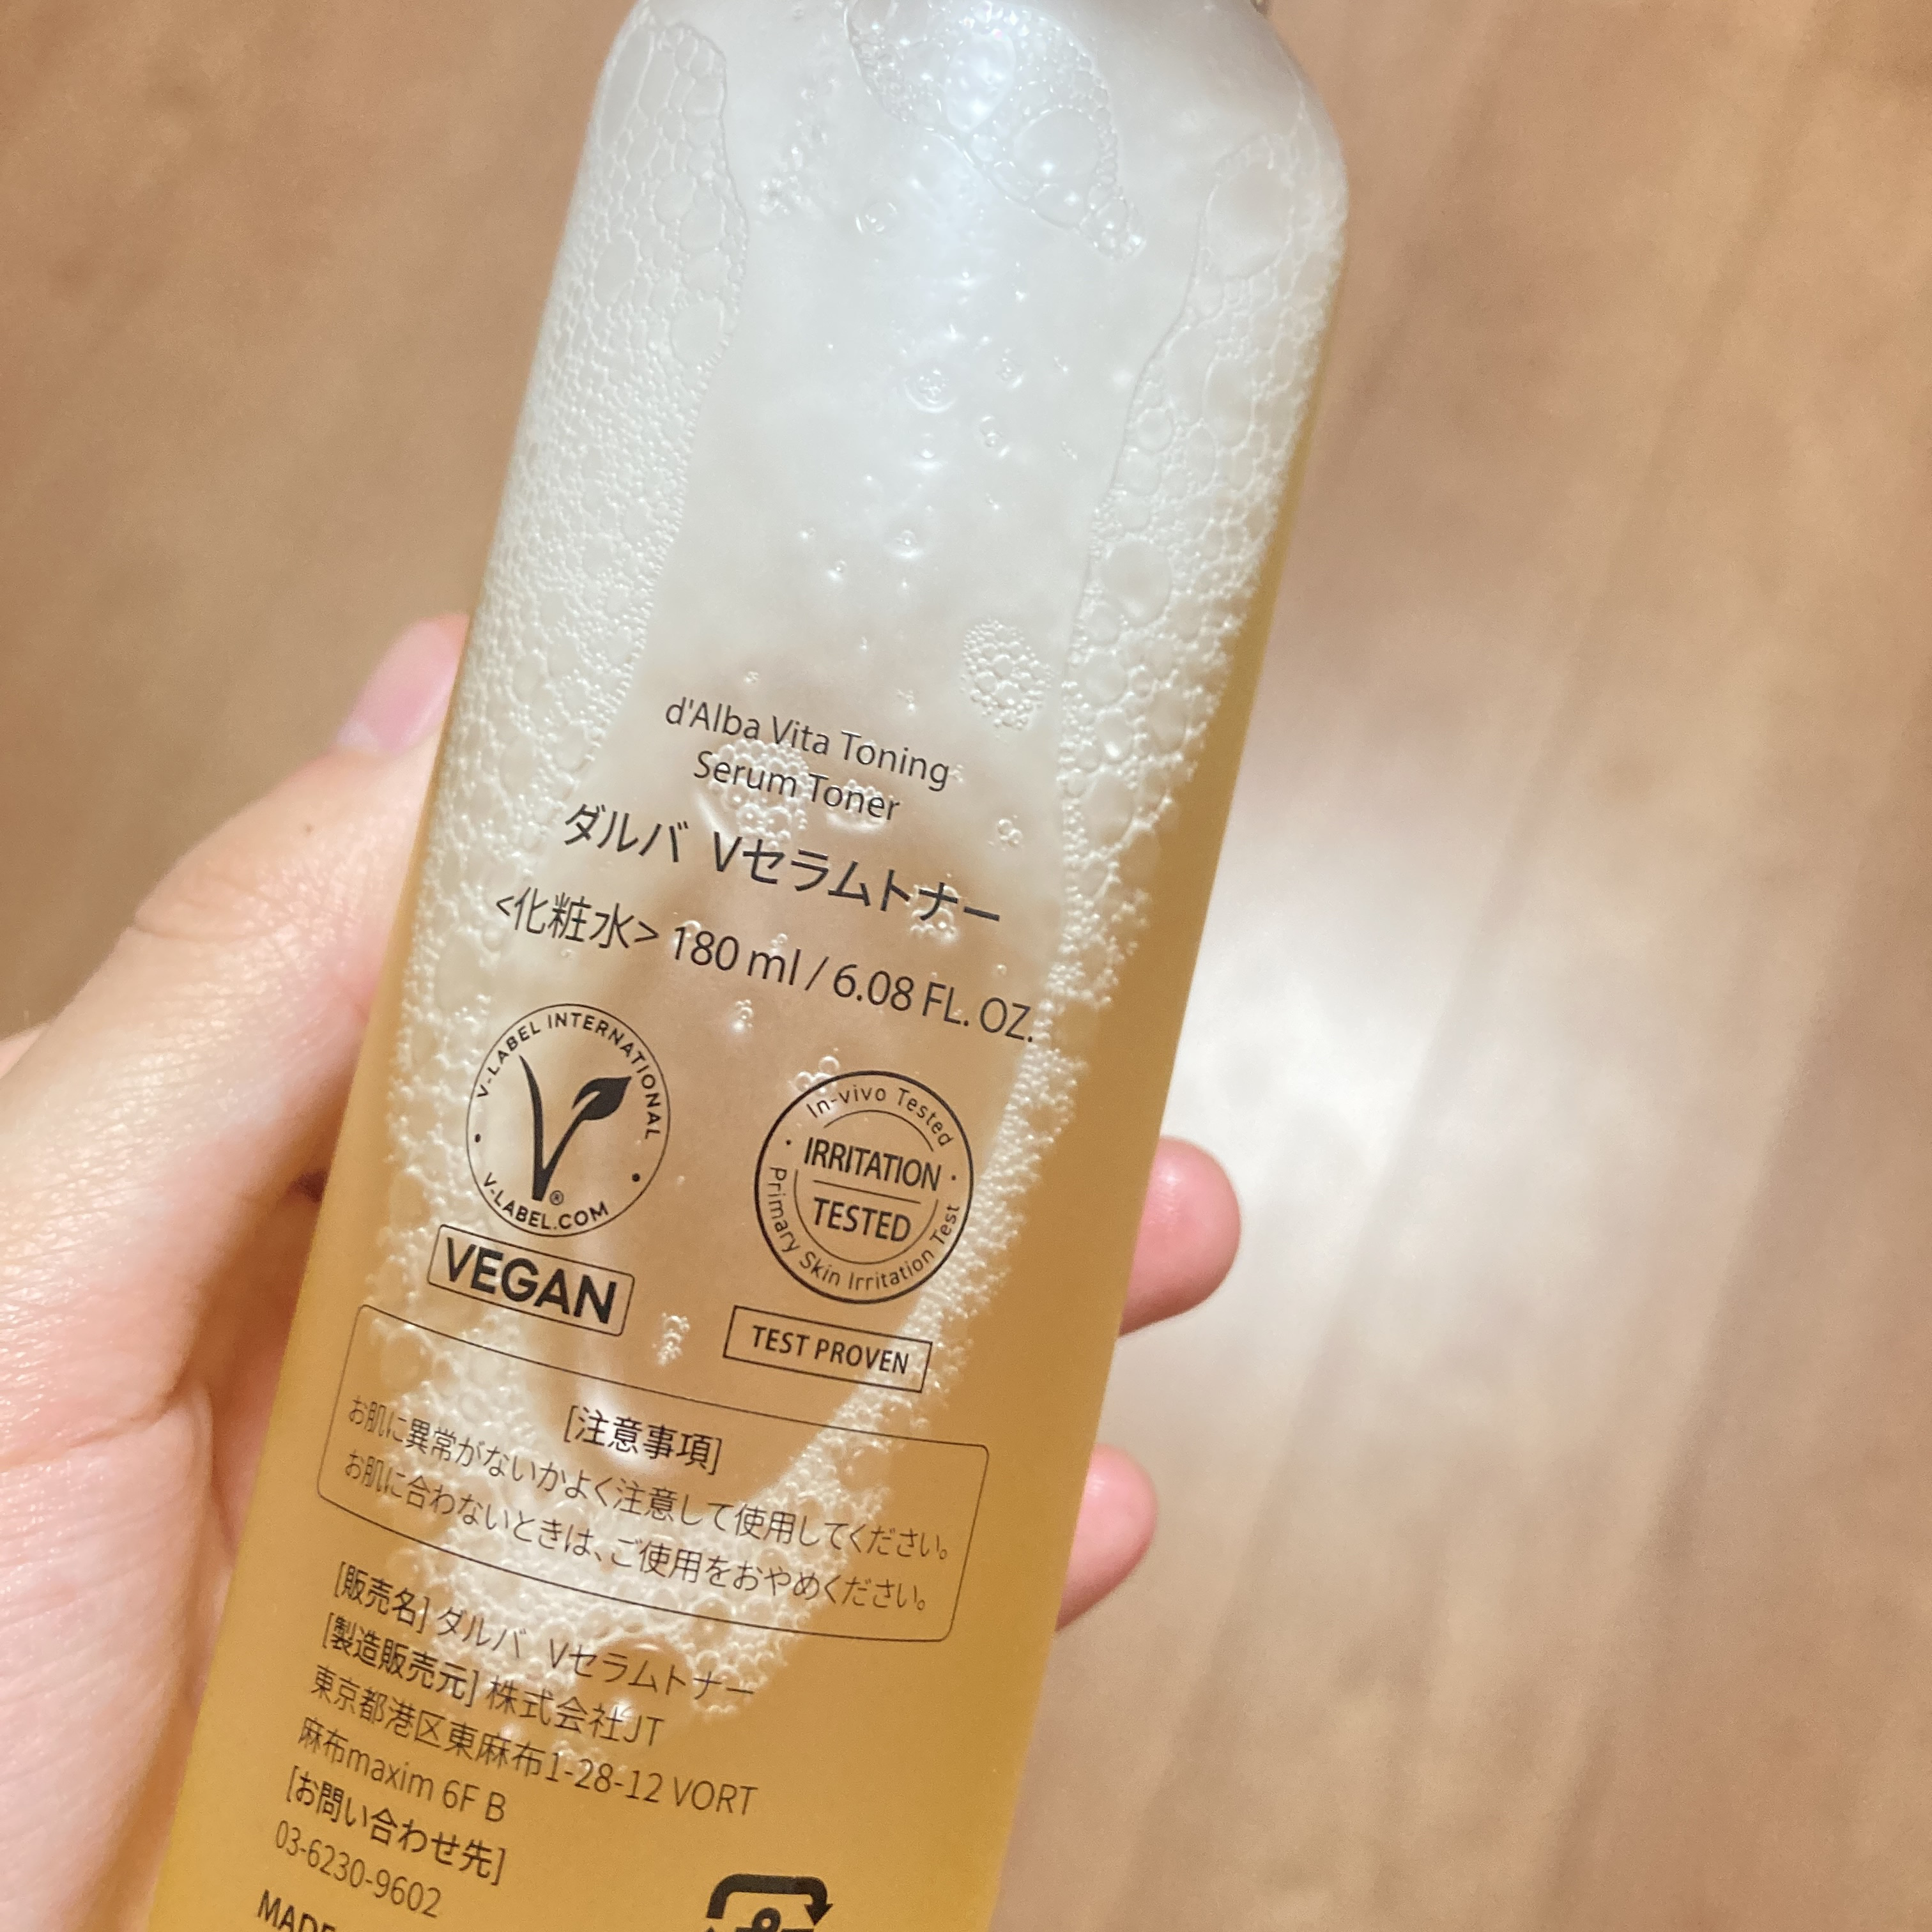 d'Alba Vita Toning
Serum Toner
ダルバ Vセラムトナー
<化粧水> 180 ml / 6.08 FL. OZ.
V-LABEL INTERNATIONAL
V®
V-LABEL.COM
VEGAN
In-vivo Tested
IRRITATION
TESTED
Primary Skin Irritation Test
TEST PROVEN
[注意事項]
お肌に異常がないかよく注意して使用してください。
お肌に合わないときは、ご使用をおやめください。
[販売名] ダルバ Vセラムトナー
[製造販売元] 株式会社JT
東京都港区東麻布1-28-12 VORT
麻布maxim 6F B
[お問い合わせ先]
03-6230-9602
MADE